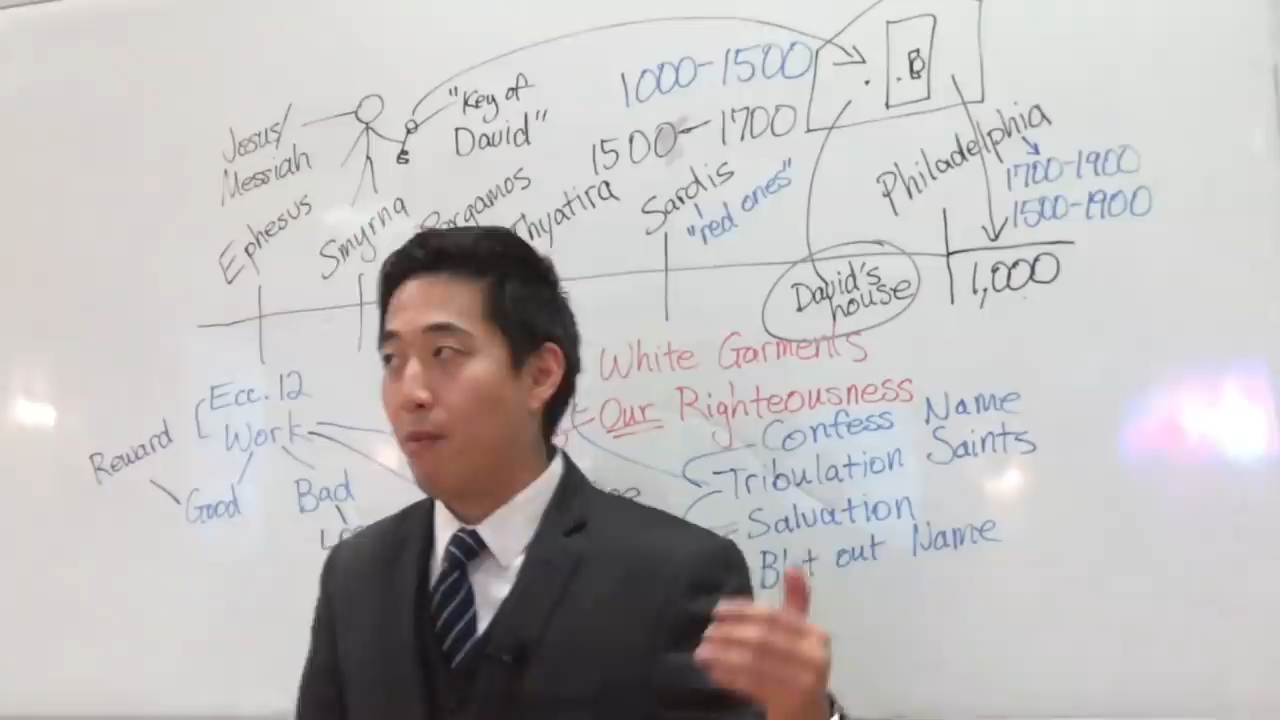 1000-1500
1500-1700
"Key of
David"
Jesus/
Messiah
Ephesus
Smyrna
Pergamos
Thyatira
Sardis
"red ones"
Philadelphia
1700-1900
1500-1900
David's
house
1,000
White Garments
Our Righteousness
Ecc. 12
Work
Reward
Good
Bad
Confess Name
Tribulation Saints
Salvation
Blot out Name